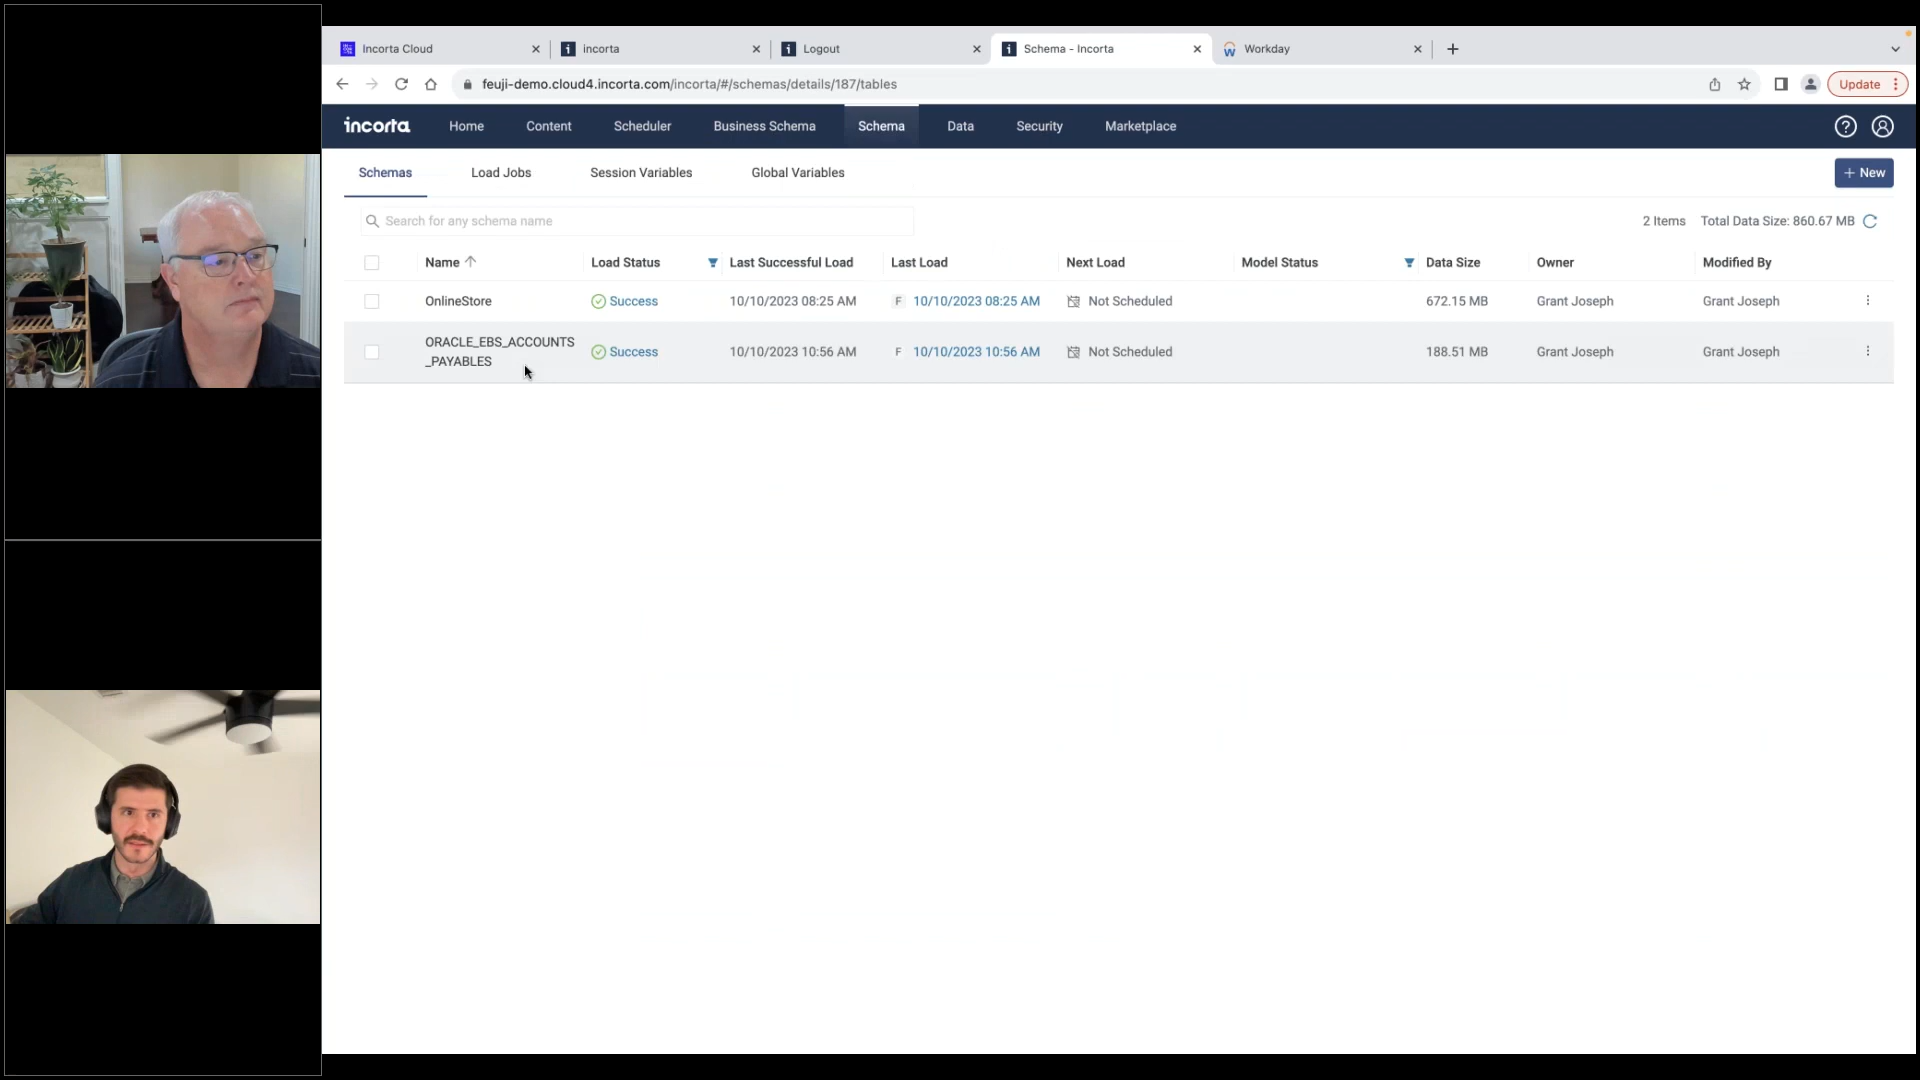 Incorta Cloud
incorta
Logout
Schema - Incorta
Workday
feuji-demo.cloud4.incorta.com/incorta/#/schemas/details/187/tables
Update
incorta
Home
Content
Scheduler
Business Schema
Schema
Data
Security
Marketplace
Schemas
Load Jobs
Session Variables
Global Variables
+ New
Search for any schema name
2 Items
Total Data Size: 860.67 MB
Name
Load Status
Last Successful Load
Last Load
Next Load
Model Status
Data Size
Owner
Modified By
OnlineStore
Success
10/10/2023 08:25 AM
F 10/10/2023 08:25 AM
Not Scheduled
672.15 MB
Grant Joseph
Grant Joseph
ORACLE_EBS_ACCOUNTS
_PAYABLES
Success
10/10/2023 10:56 AM
F 10/10/2023 10:56 AM
Not Scheduled
188.51 MB
Grant Joseph
Grant Joseph